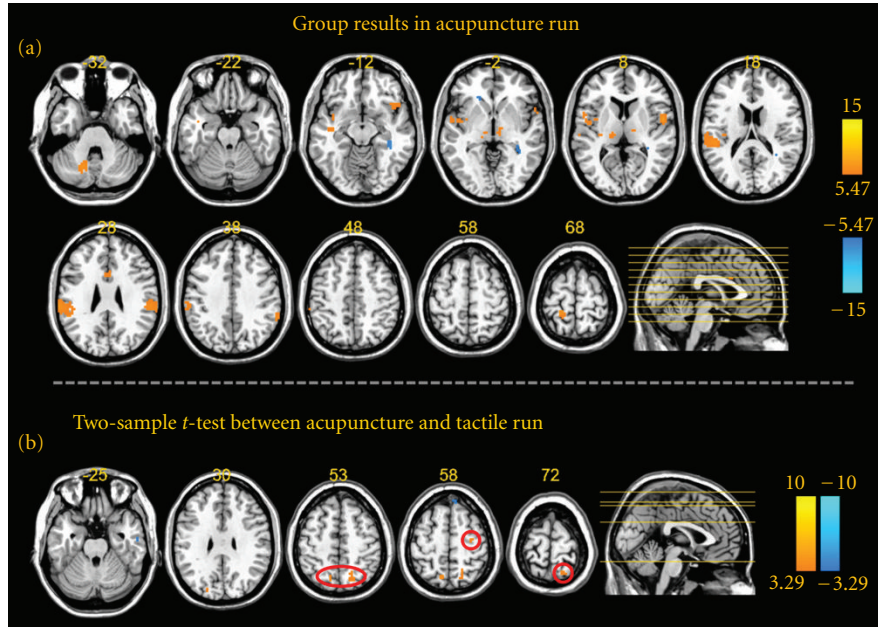 Group results in acupuncture run
(a)
-32 -22 -12 -2 8 18
15
5.47
-5.47
-15
28 38 48 58 68
Two-sample t-test between acupuncture and tactile run
(b)
-25 30 53 58 72
10 -10
3.29 -3.29